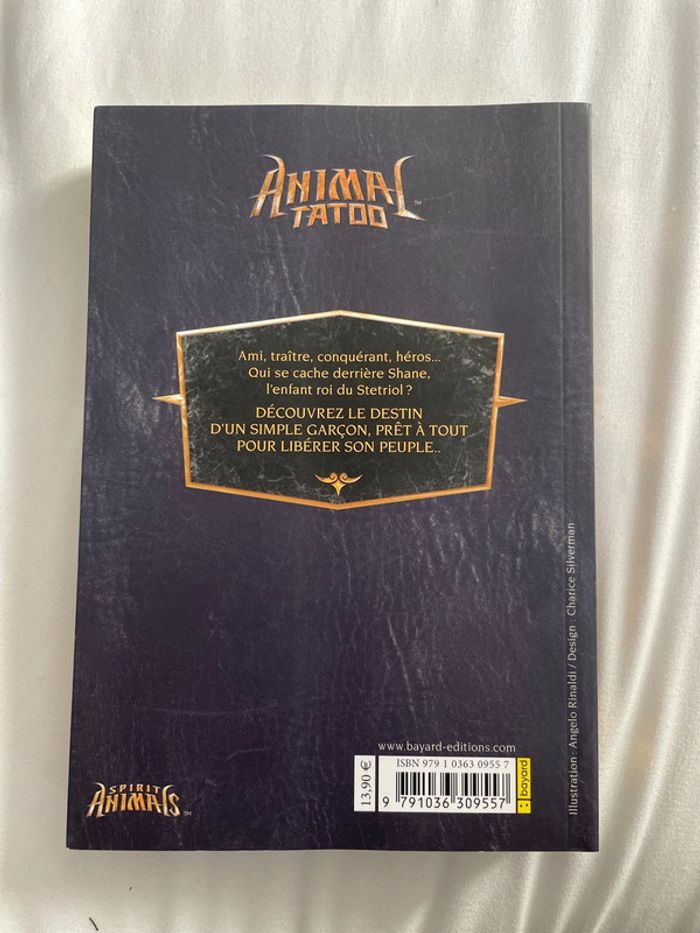 ANIMAL
TATOO
™
Ami, traître, conquérant, héros...
Qui se cache derrière Shane,
l'enfant roi du Stetriol ?
DÉCOUVREZ LE DESTIN
D'UN SIMPLE GARÇON, PRÊT À TOUT
POUR LIBÉRER SON PEUPLE..
Illustration : Angelo Rinaldi / Design : Charice Silverman
www.bayard-editions.com
ISBN 979 1 0363 0955 7
13,90 €
9 791036 309557
bayard
SPIRIT
ANIMALS
™